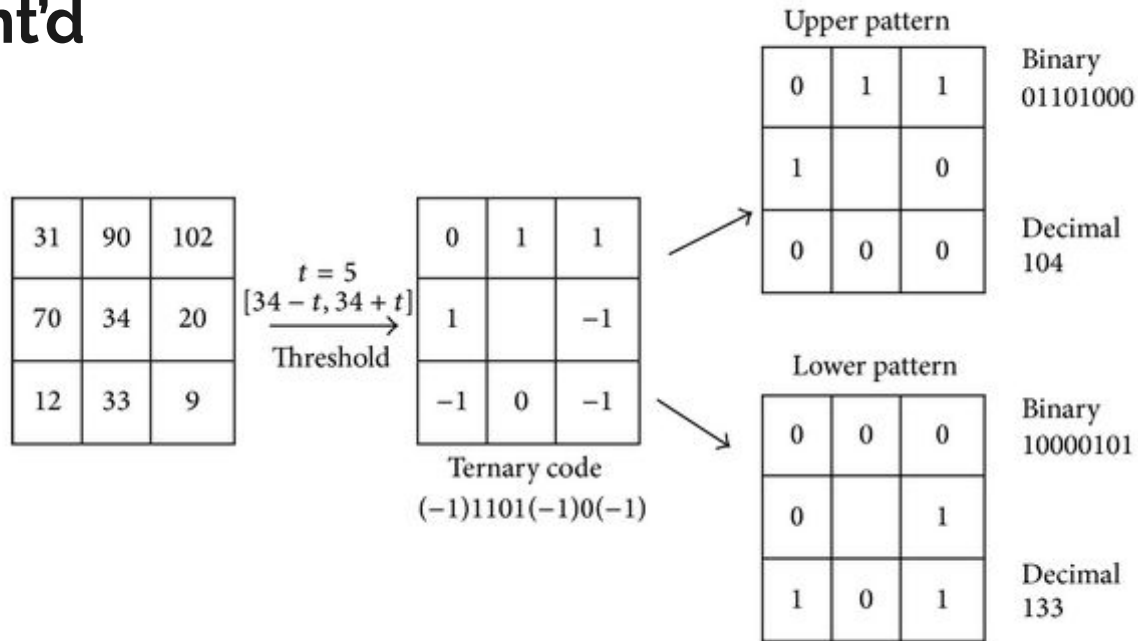 nt'd
31 90 102
70 34 20
12 33 9
t = 5
[34 − t, 34 + t]
Threshold
0 1 1
1 −1
−1 0 −1
Ternary code
(−1)1101(−1)0(−1)
Upper pattern
0 1 1
1 0
0 0 0
Binary
01101000
Decimal
104
Lower pattern
0 0 0
0 1
1 0 1
Binary
10000101
Decimal
133